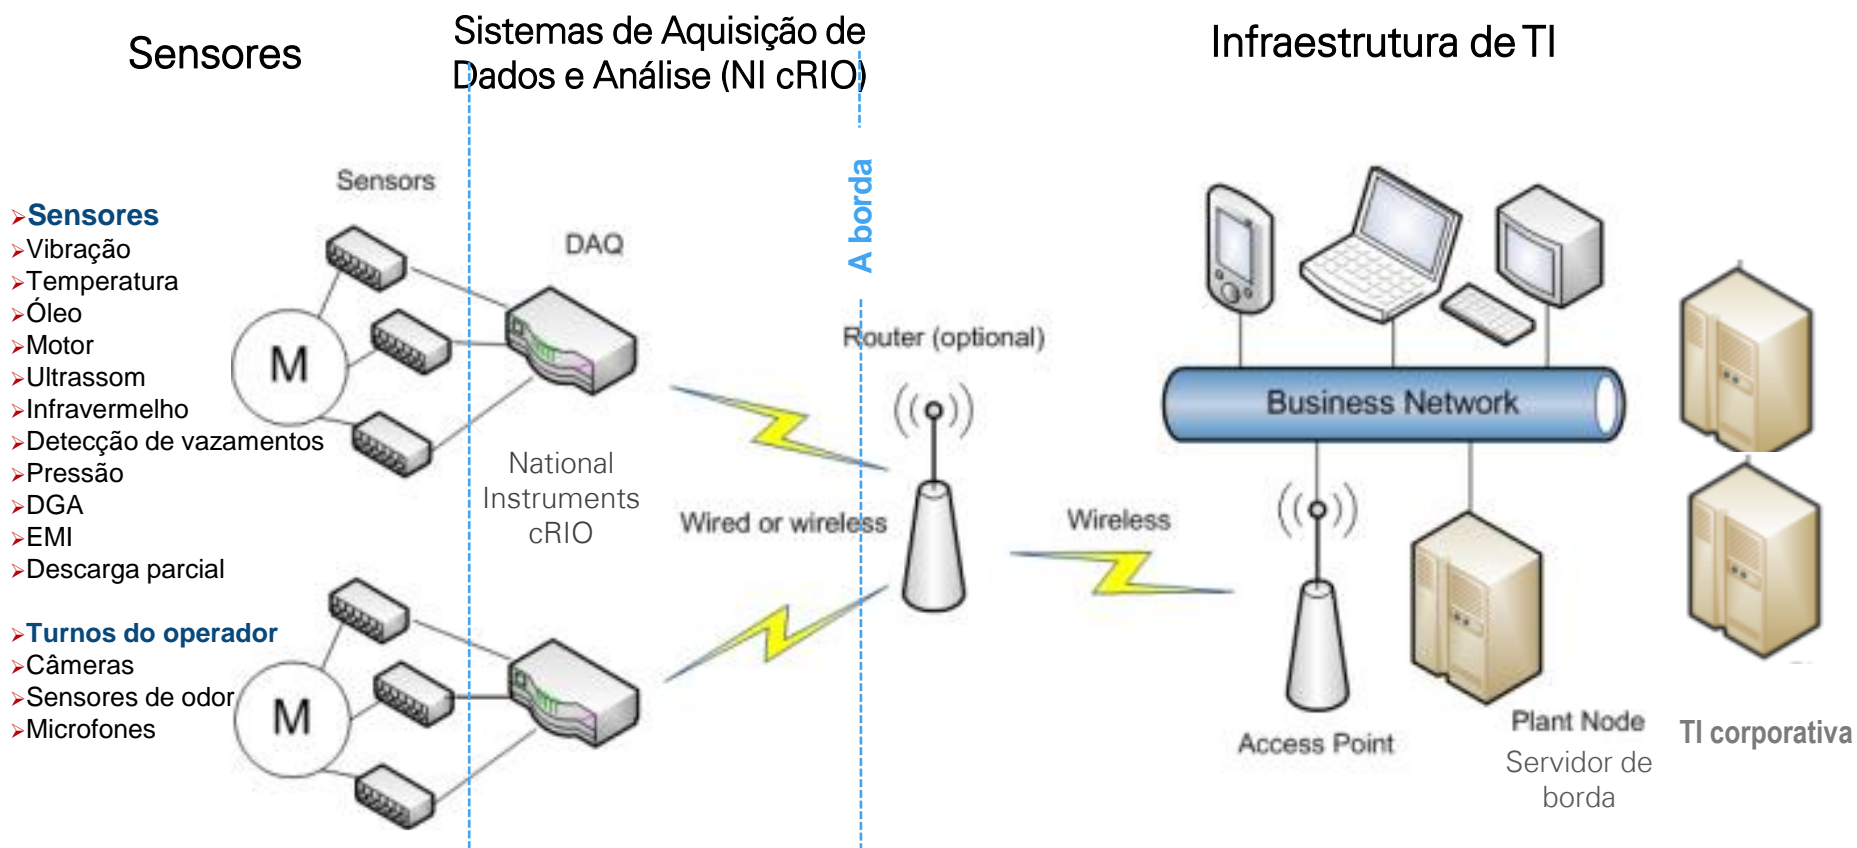 Sensores
Sistemas de Aquisição de
Dados e Análise (NI cRIO)
Infraestrutura de TI
A borda
➢Sensores
➢Vibração
➢Temperatura
➢Óleo
➢Motor
➢Ultrassom
➢Infravermelho
➢Detecção de vazamentos
➢Pressão
➢DGA
➢EMI
➢Descarga parcial
➢Turnos do operador
➢Câmeras
➢Sensores de odor
➢Microfones
Sensors
M
M
DAQ
National
Instruments
cRIO
Wired or wireless
Router (optional)
Wireless
Business Network
Access Point
Plant Node
Servidor de
borda
TI corporativa